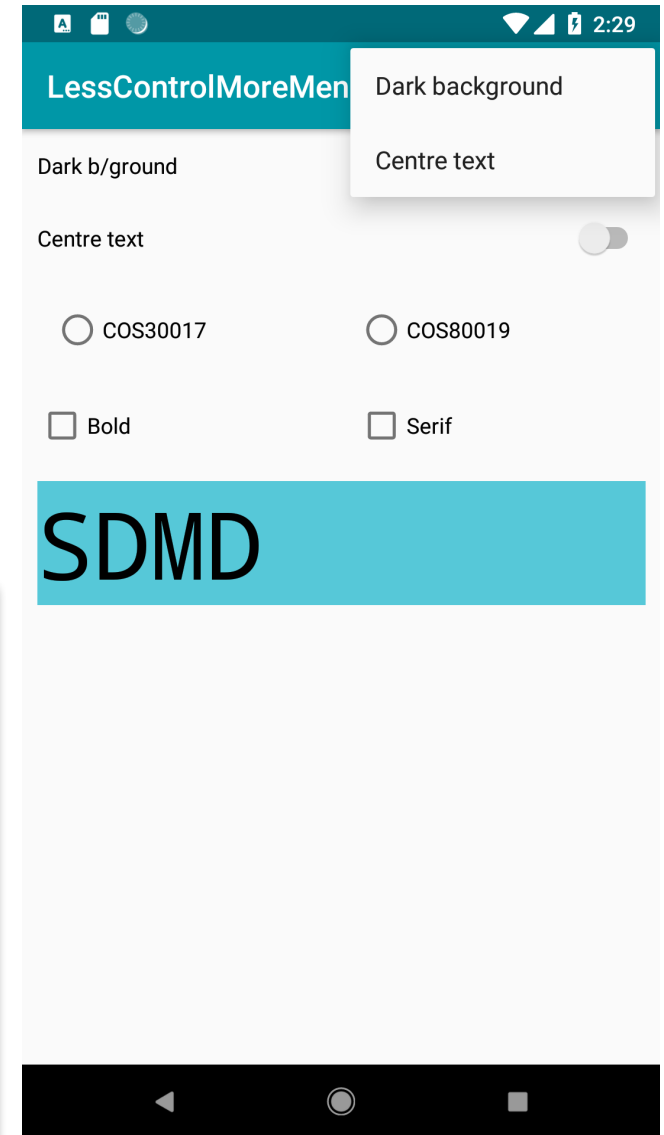 2:29
LessControlMoreMen
Dark background
Centre text
Dark b/ground
Centre text
COS30017
COS80019
Bold
Serif
SDMD